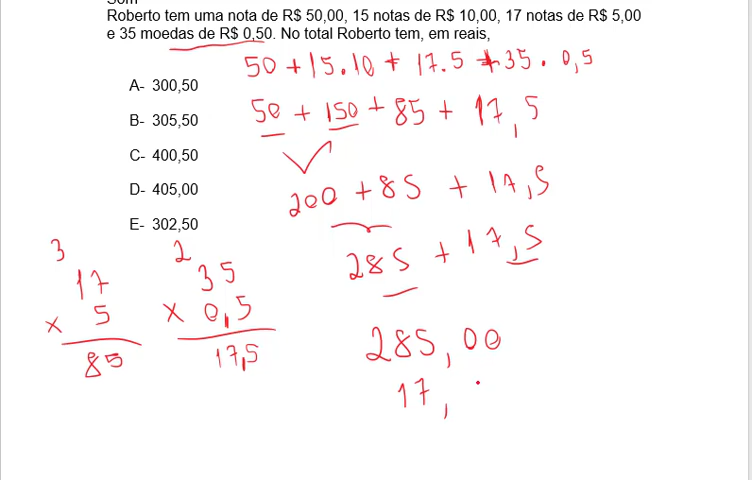 Roberto tem uma nota de R$ 50,00, 15 notas de R$ 10,00, 17 notas de R$ 5,00
e 35 moedas de R$ 0,50. No total Roberto tem, em reais,
50 + 15.10 + 17.5 + 35. 0,5
A- 300,50
B- 305,50
50 + 150 + 85 + 17,5
C- 400,50
D- 405,00
200 + 85 + 17,5
E- 302,50
285 + 17,5
3
17
x 5
85
2
35
x 0,5
17,5
285,00
17,